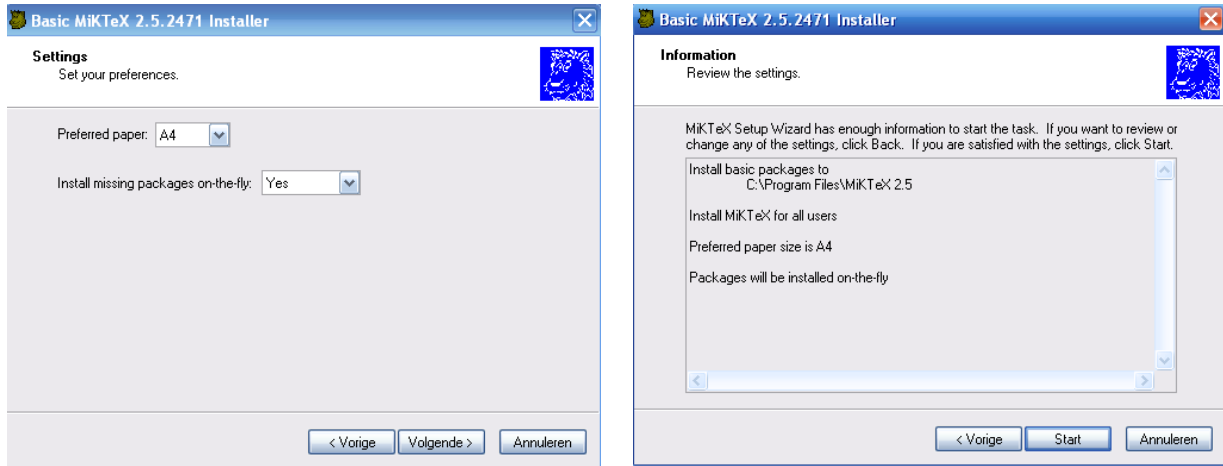 Basic MiKTeX 2.5.2471 Installer
Settings
Set your preferences.
Preferred paper: A4
Install missing packages on-the-fly: Yes
< Vorige Volgende > Annuleren
Basic MiKTeX 2.5.2471 Installer
Information
Review the settings.
MiKTeX Setup Wizard has enough information to start the task. If you want to review or
change any of the settings, click Back. If you are satisfied with the settings, click Start.
Install basic packages to
C:\Program Files\MiKTeX 2.5
Install MiKTeX for all users
Preferred paper size is A4
Packages will be installed on-the-fly
< Vorige Start Annuleren